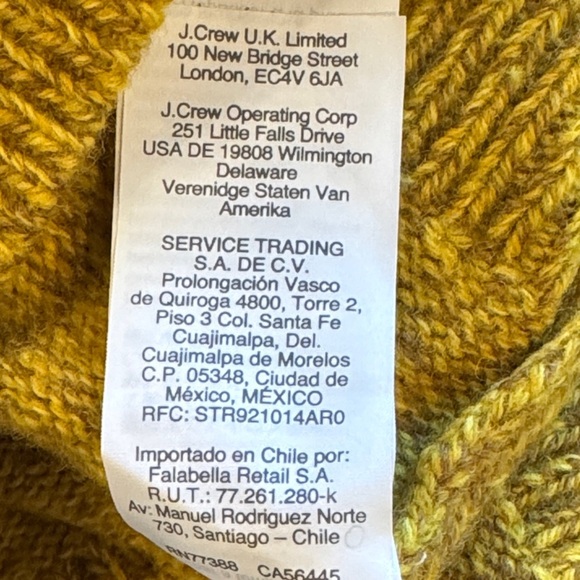 J.Crew U.K. Limited
100 New Bridge Street
London, EC4V 6JA
J.Crew Operating Corp
251 Little Falls Drive
USA DE 19808 Wilmington
Delaware
Verenidge Staten Van
Amerika
SERVICE TRADING
S.A. DE C.V.
Prolongación Vasco
de Quiroga 4800, Torre 2,
Piso 3 Col. Santa Fe
Cuajimalpa, Del.
Cuajimalpa de Morelos
C.P. 05348, Ciudad de
México, MÉXICO
RFC: STR921014AR0
Importado en Chile por:
Falabella Retail S.A.
R.U.T.: 77.261.280-k
Av: Manuel Rodriguez Norte
730, Santiago – Chile
RN77388 CA56445